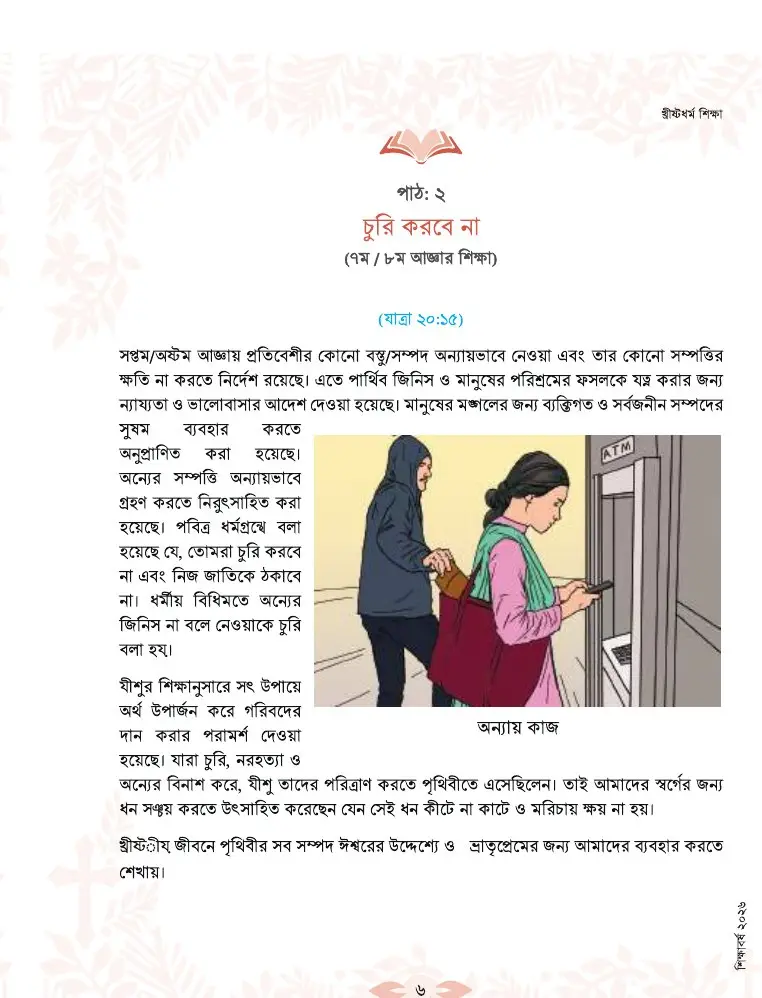 খ্রীষ্টধর্ম শিক্ষা
পাঠ: ২
চুরি করবে না
(৭ম / ৮ম আজ্ঞার শিক্ষা)
(যাত্রা ২০:১৫)
সপ্তম/অষ্টম আজ্ঞায় প্রতিবেশীর কোনো বস্তু/সম্পদ অন্যায়ভাবে নেওয়া এবং তার কোনো সম্পত্তির
ক্ষতি না করতে নির্দেশ রয়েছে। এতে পার্থিব জিনিস ও মানুষের পরিশ্রমের ফসলকে যত্ন করার জন্য
ন্যায্যতা ও ভালোবাসার আদেশ দেওয়া হয়েছে। মানুষের মঙ্গলের জন্য ব্যক্তিগত ও সর্বজনীন সম্পদের
সুষম ব্যবহার করতে
অনুপ্রাণিত করা হয়েছে।
অন্যের সম্পত্তি অন্যায়ভাবে
গ্রহণ করতে নিরুৎসাহিত করা
হয়েছে। পবিত্র ধর্মগ্রন্থে বলা
হয়েছে যে, তোমরা চুরি করবে
না এবং নিজ জাতিকে ঠকাবে
না। ধর্মীয় বিধিমতে অন্যের
জিনিস না বলে নেওয়াকে চুরি
বলা হয়।
ATM
অন্যায় কাজ
যীশুর শিক্ষানুসারে সৎ উপায়ে
অর্থ উপার্জন করে গরিবদের
দান করার পরামর্শ দেওয়া
হয়েছে। যারা চুরি, নরহত্যা ও
অন্যের বিনাশ করে, যীশু তাদের পরিত্রাণ করতে পৃথিবীতে এসেছিলেন। তাই আমাদের স্বর্গের জন্য
ধন সঞ্চয় করতে উৎসাহিত করেছেন যেন সেই ধন কীটে না কাটে ও মরিচায় ক্ষয় না হয়।
খ্রীষ্টীয় জীবনে পৃথিবীর সব সম্পদ ঈশ্বরের উদ্দেশ্যে ও ভ্রাতৃপ্রেমের জন্য আমাদের ব্যবহার করতে
শেখায়।
শিক্ষাবর্ষ ২০২৬
৬